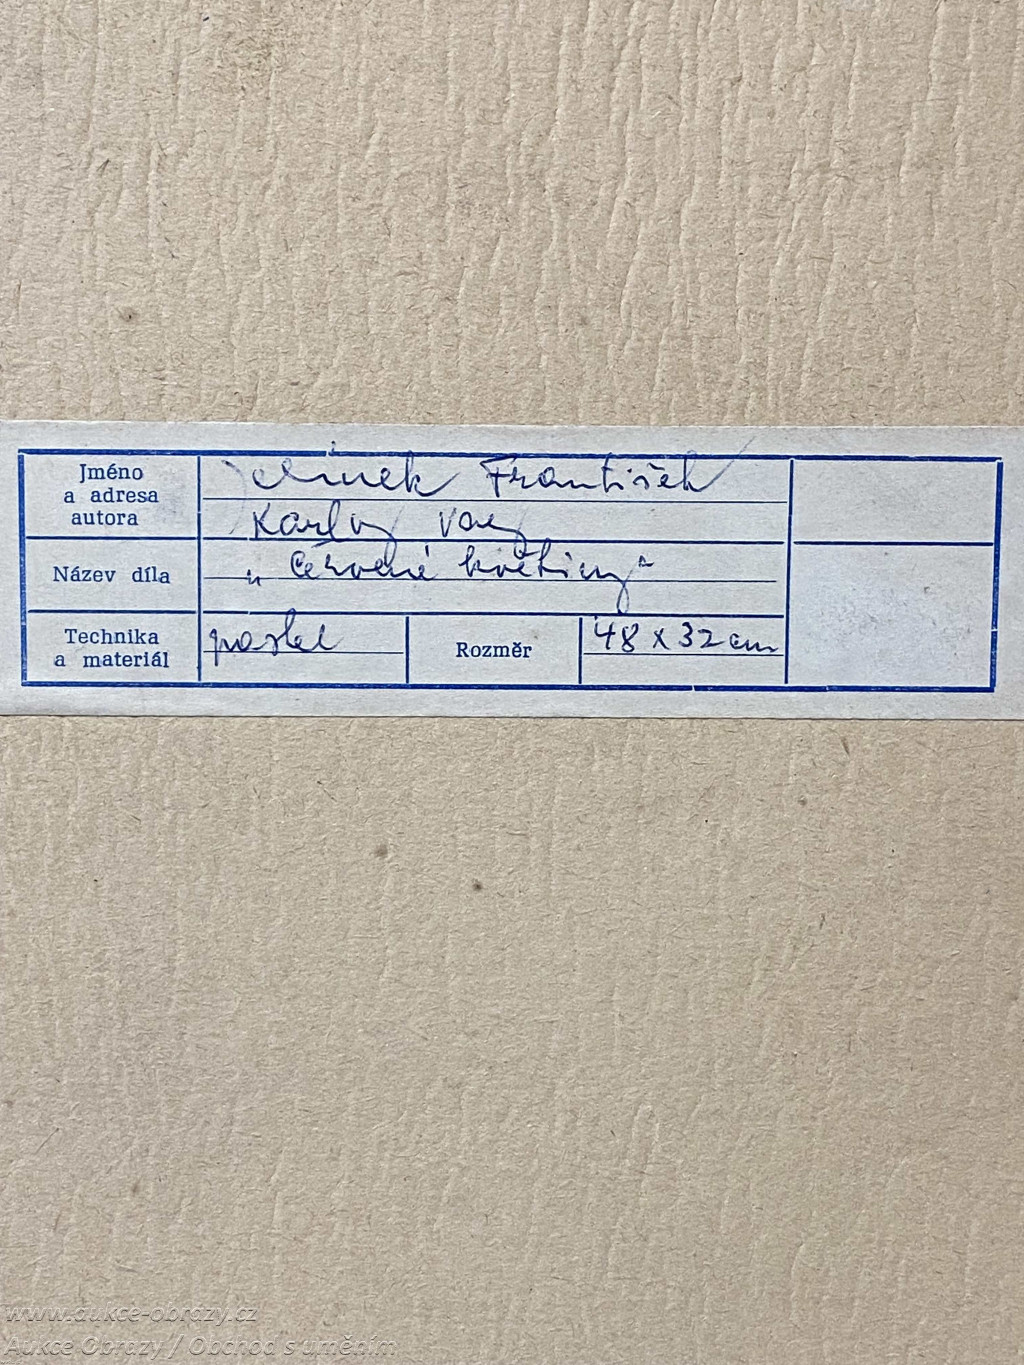 Jméno
a adresa
autora
Jelínek František
Karlovy Vary
Název díla
„Červené květiny"
Technika
a materiál
pastel
Rozměr
48 x 32 cm
www.aukce-obrazy.cz
Aukce Obrazy / Obchod s uměním